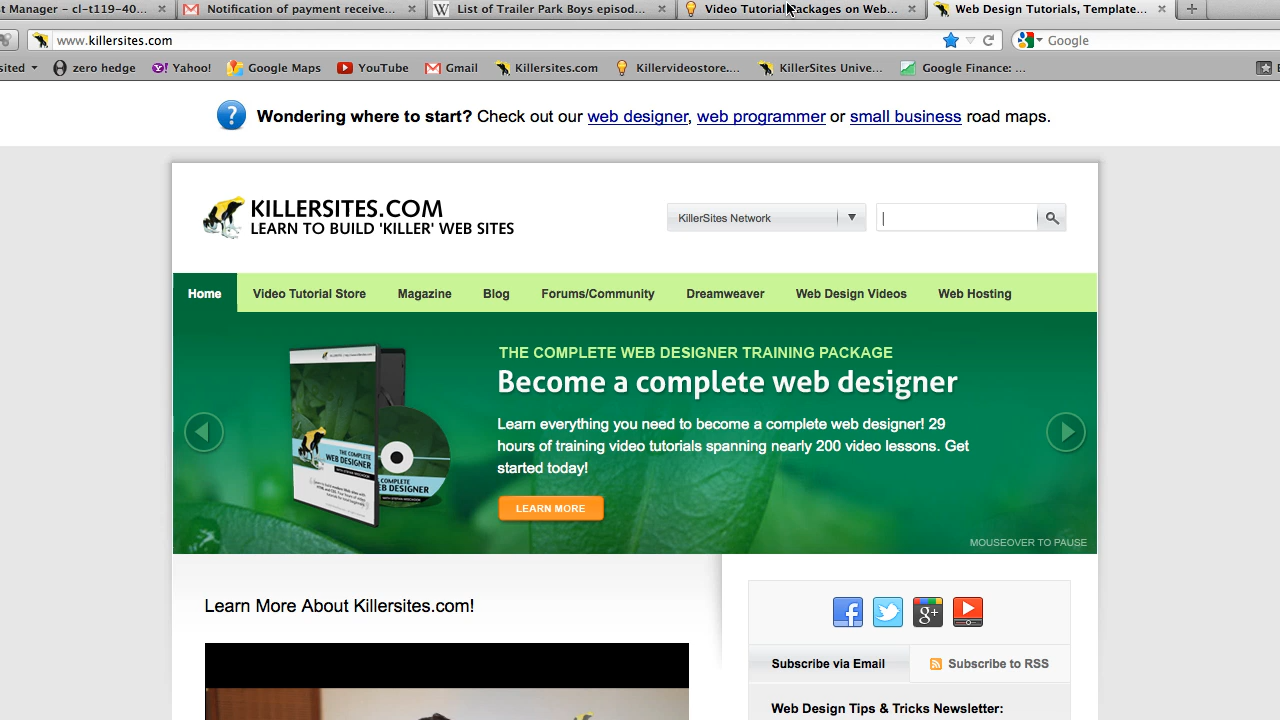 st Manager – cl-t119-40...
Notification of payment receive...
List of Trailer Park Boys episod...
Video Tutorial Packages on Web...
Web Design Tutorials, Template...
www.killersites.com
Google
sited
zero hedge
Yahoo!
Google Maps
YouTube
Gmail
Killersites.com
Killervideostore....
KillerSites Unive...
Google Finance: ...
Wondering where to start? Check out our web designer, web programmer or small business road maps.
KILLERSITES.COM
LEARN TO BUILD 'KILLER' WEB SITES
KillerSites Network
Home
Video Tutorial Store
Magazine
Blog
Forums/Community
Dreamweaver
Web Design Videos
Web Hosting
THE COMPLETE WEB DESIGNER TRAINING PACKAGE
Become a complete web designer
Learn everything you need to become a complete web designer! 29
hours of training video tutorials spanning nearly 200 video lessons. Get
started today!
LEARN MORE
THE COMPLETE
WEB DESIGNER
COMPLETE
EB DESIGNER
MOUSEOVER TO PAUSE
Learn More About Killersites.com!
Subscribe via Email
Subscribe to RSS
Web Design Tips & Tricks Newsletter: